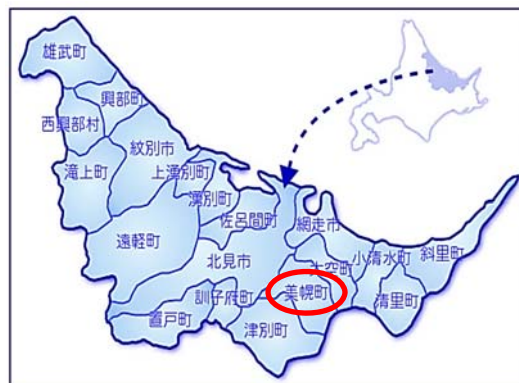 雄武町
興部町
西興部村
紋別市
滝上町
上湧別町
湧別町
佐呂間町
網走市
遠軽町
北見市
大空町
小清水町
斜里町
美幌町
清里町
訓子府町
置戸町
津別町